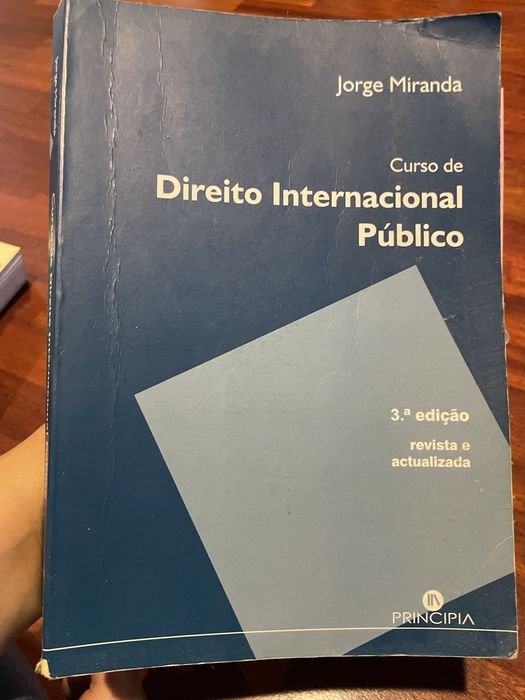 Jorge Miranda
Curso de
Direito Internacional
Público
3.ª edição
revista e
actualizada
PRINCIPIA